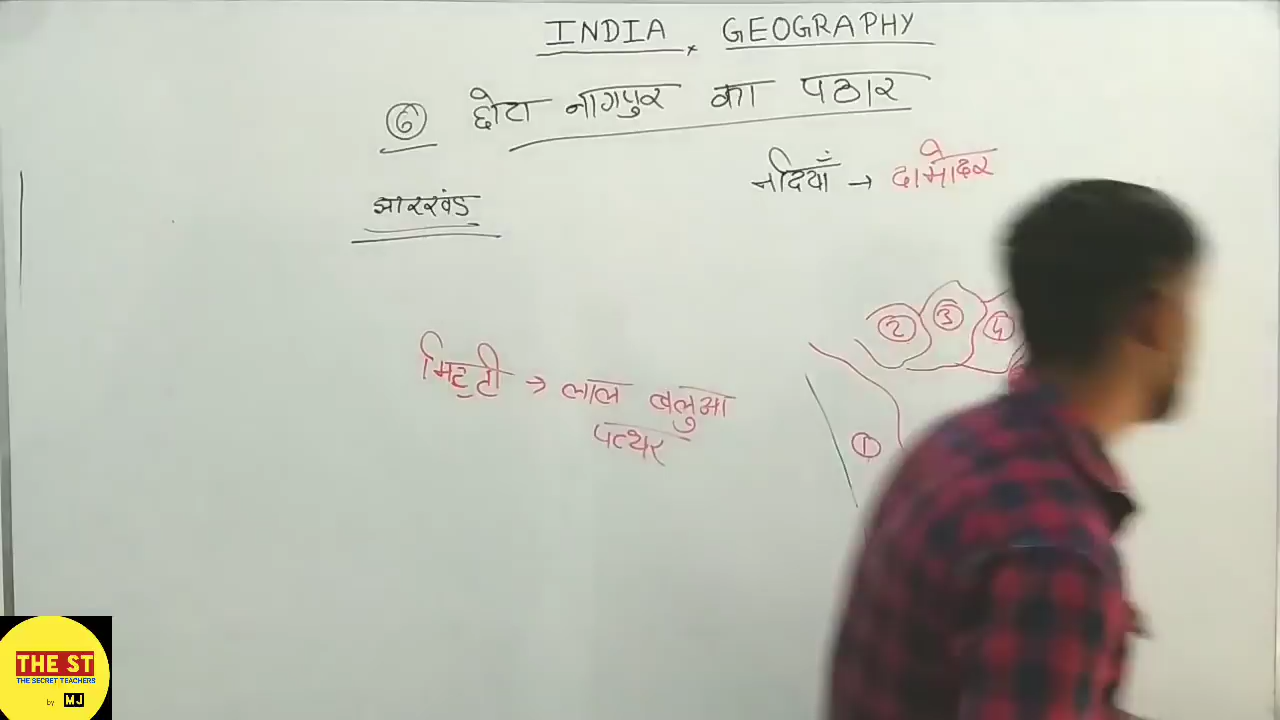 INDIA GEOGRAPHY
⑥ छोटा नागपुर का पठार
नदियाँ → दामोदर
झारखंड
② ③ ④
मिट्टी → लाल बलुआ
पत्थर
①
THE ST
THE SECRET TEACHERS
by MJ